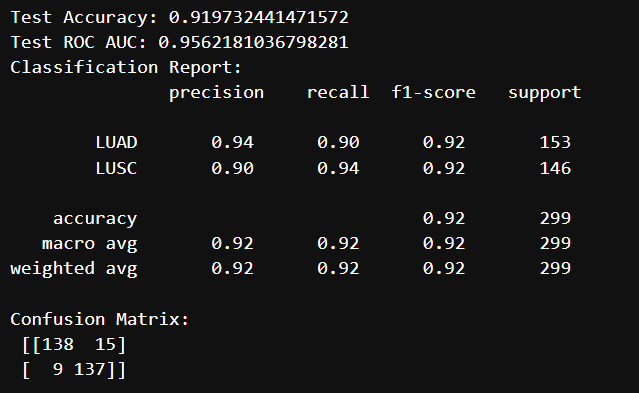 Test Accuracy: 0.919732441471572
Test ROC AUC: 0.9562181036798281
Classification Report:
precision recall f1-score support
LUAD 0.94 0.90 0.92 153
LUSC 0.90 0.94 0.92 146
accuracy 0.92 299
macro avg 0.92 0.92 0.92 299
weighted avg 0.92 0.92 0.92 299
Confusion Matrix:
[[138 15]
[ 9 137]]